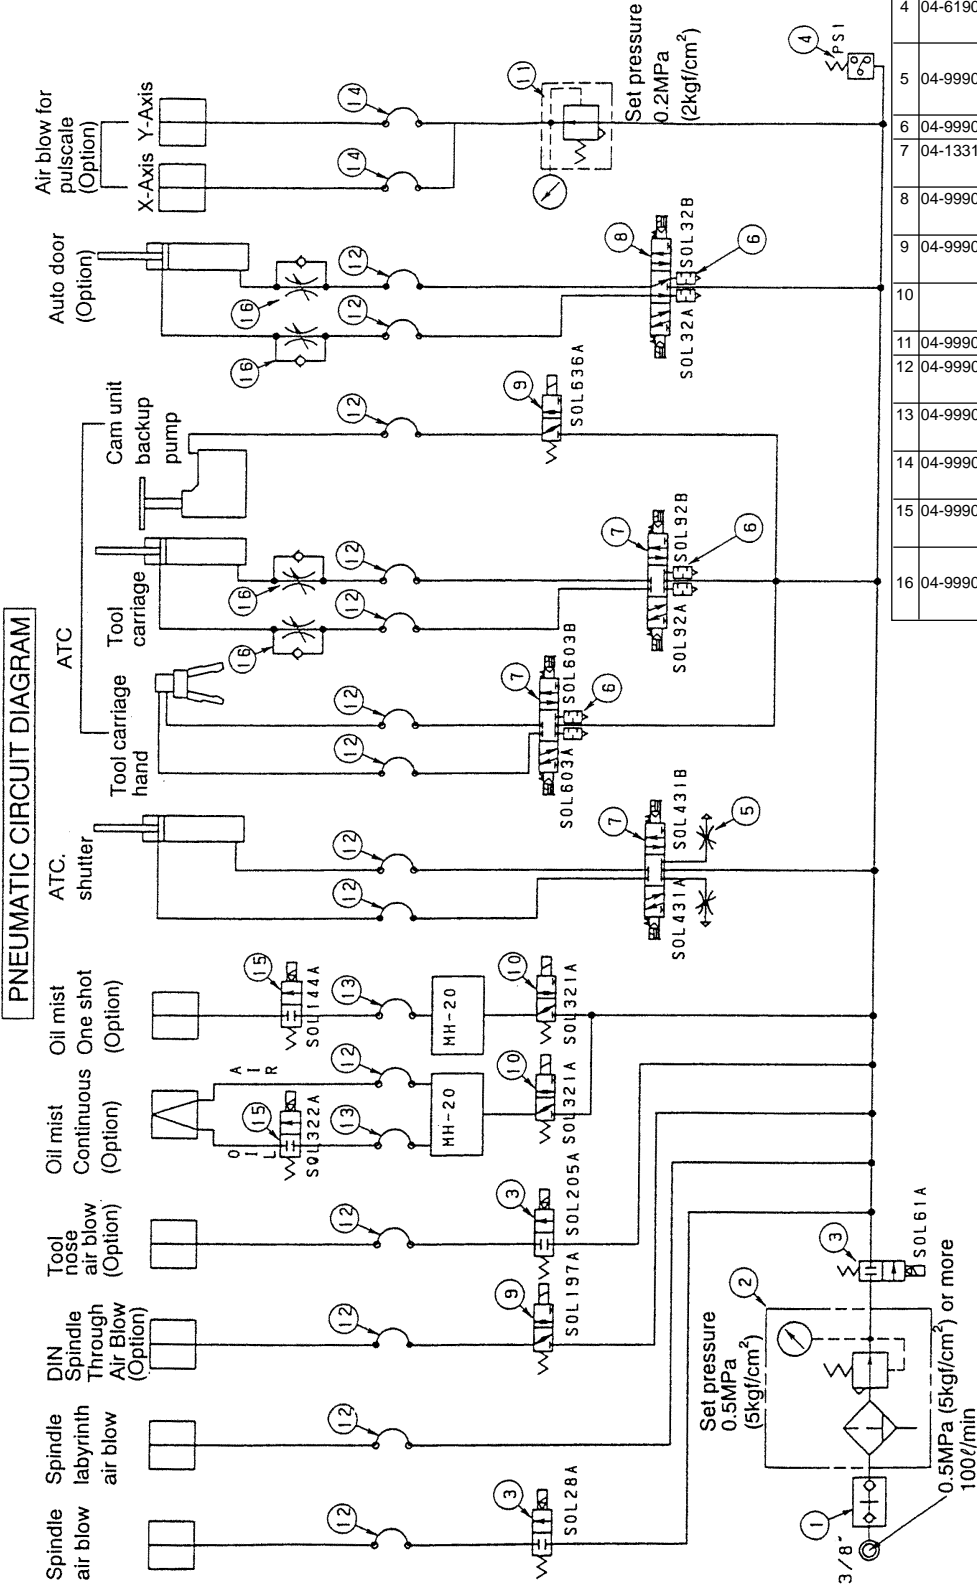 PNEUMATIC CIRCUIT DIAGRAM
Spindle
air blow
Spindle
labyrinth
air blow
DIN
Spindle
Through
Air Blow
(Option)
Tool
nose
air blow
(Option)
Oil mist
Continuous
(Option)
Oil mist
One shot
(Option)
ATC.
shutter
ATC
Tool carriage
hand
Tool
carriage
Cam unit
backup
pump
Auto door
(Option)
Air blow for
pulscale
(Option)
X-Axis
Y-Axis
OIL
AIR
15
SOL322A
15
SOL144A
16
16
16
16
12
12
12
12
13
12
13
12
12
12
12
12
12
12
12
12
14
14
MH-20
MH-20
3
SOL28A
9
SOL197A
3
SOL205A
10
SOL321A
10
SOL321A
7
SOL431A
SOL431B
5
7
SOL603A
SOL603B
6
7
SOL92A
SOL92B
6
9
SOL636A
8
SOL32A
SOL32B
6
11
Set pressure
0.2MPa
(2kgf/cm²)
4
PS1
1
3/8"
2
Set pressure
0.5MPa
(5kgf/cm²)
3
SOL61A
0.5MPa (5kgf/cm²) or more
100ℓ/min
4 04-6190
5 04-9990
6 04-9990
7 04-1331
8 04-9990
9 04-9990
10
11 04-9990
12 04-9990
13 04-9990
14 04-9990
15 04-9990
16 04-9990